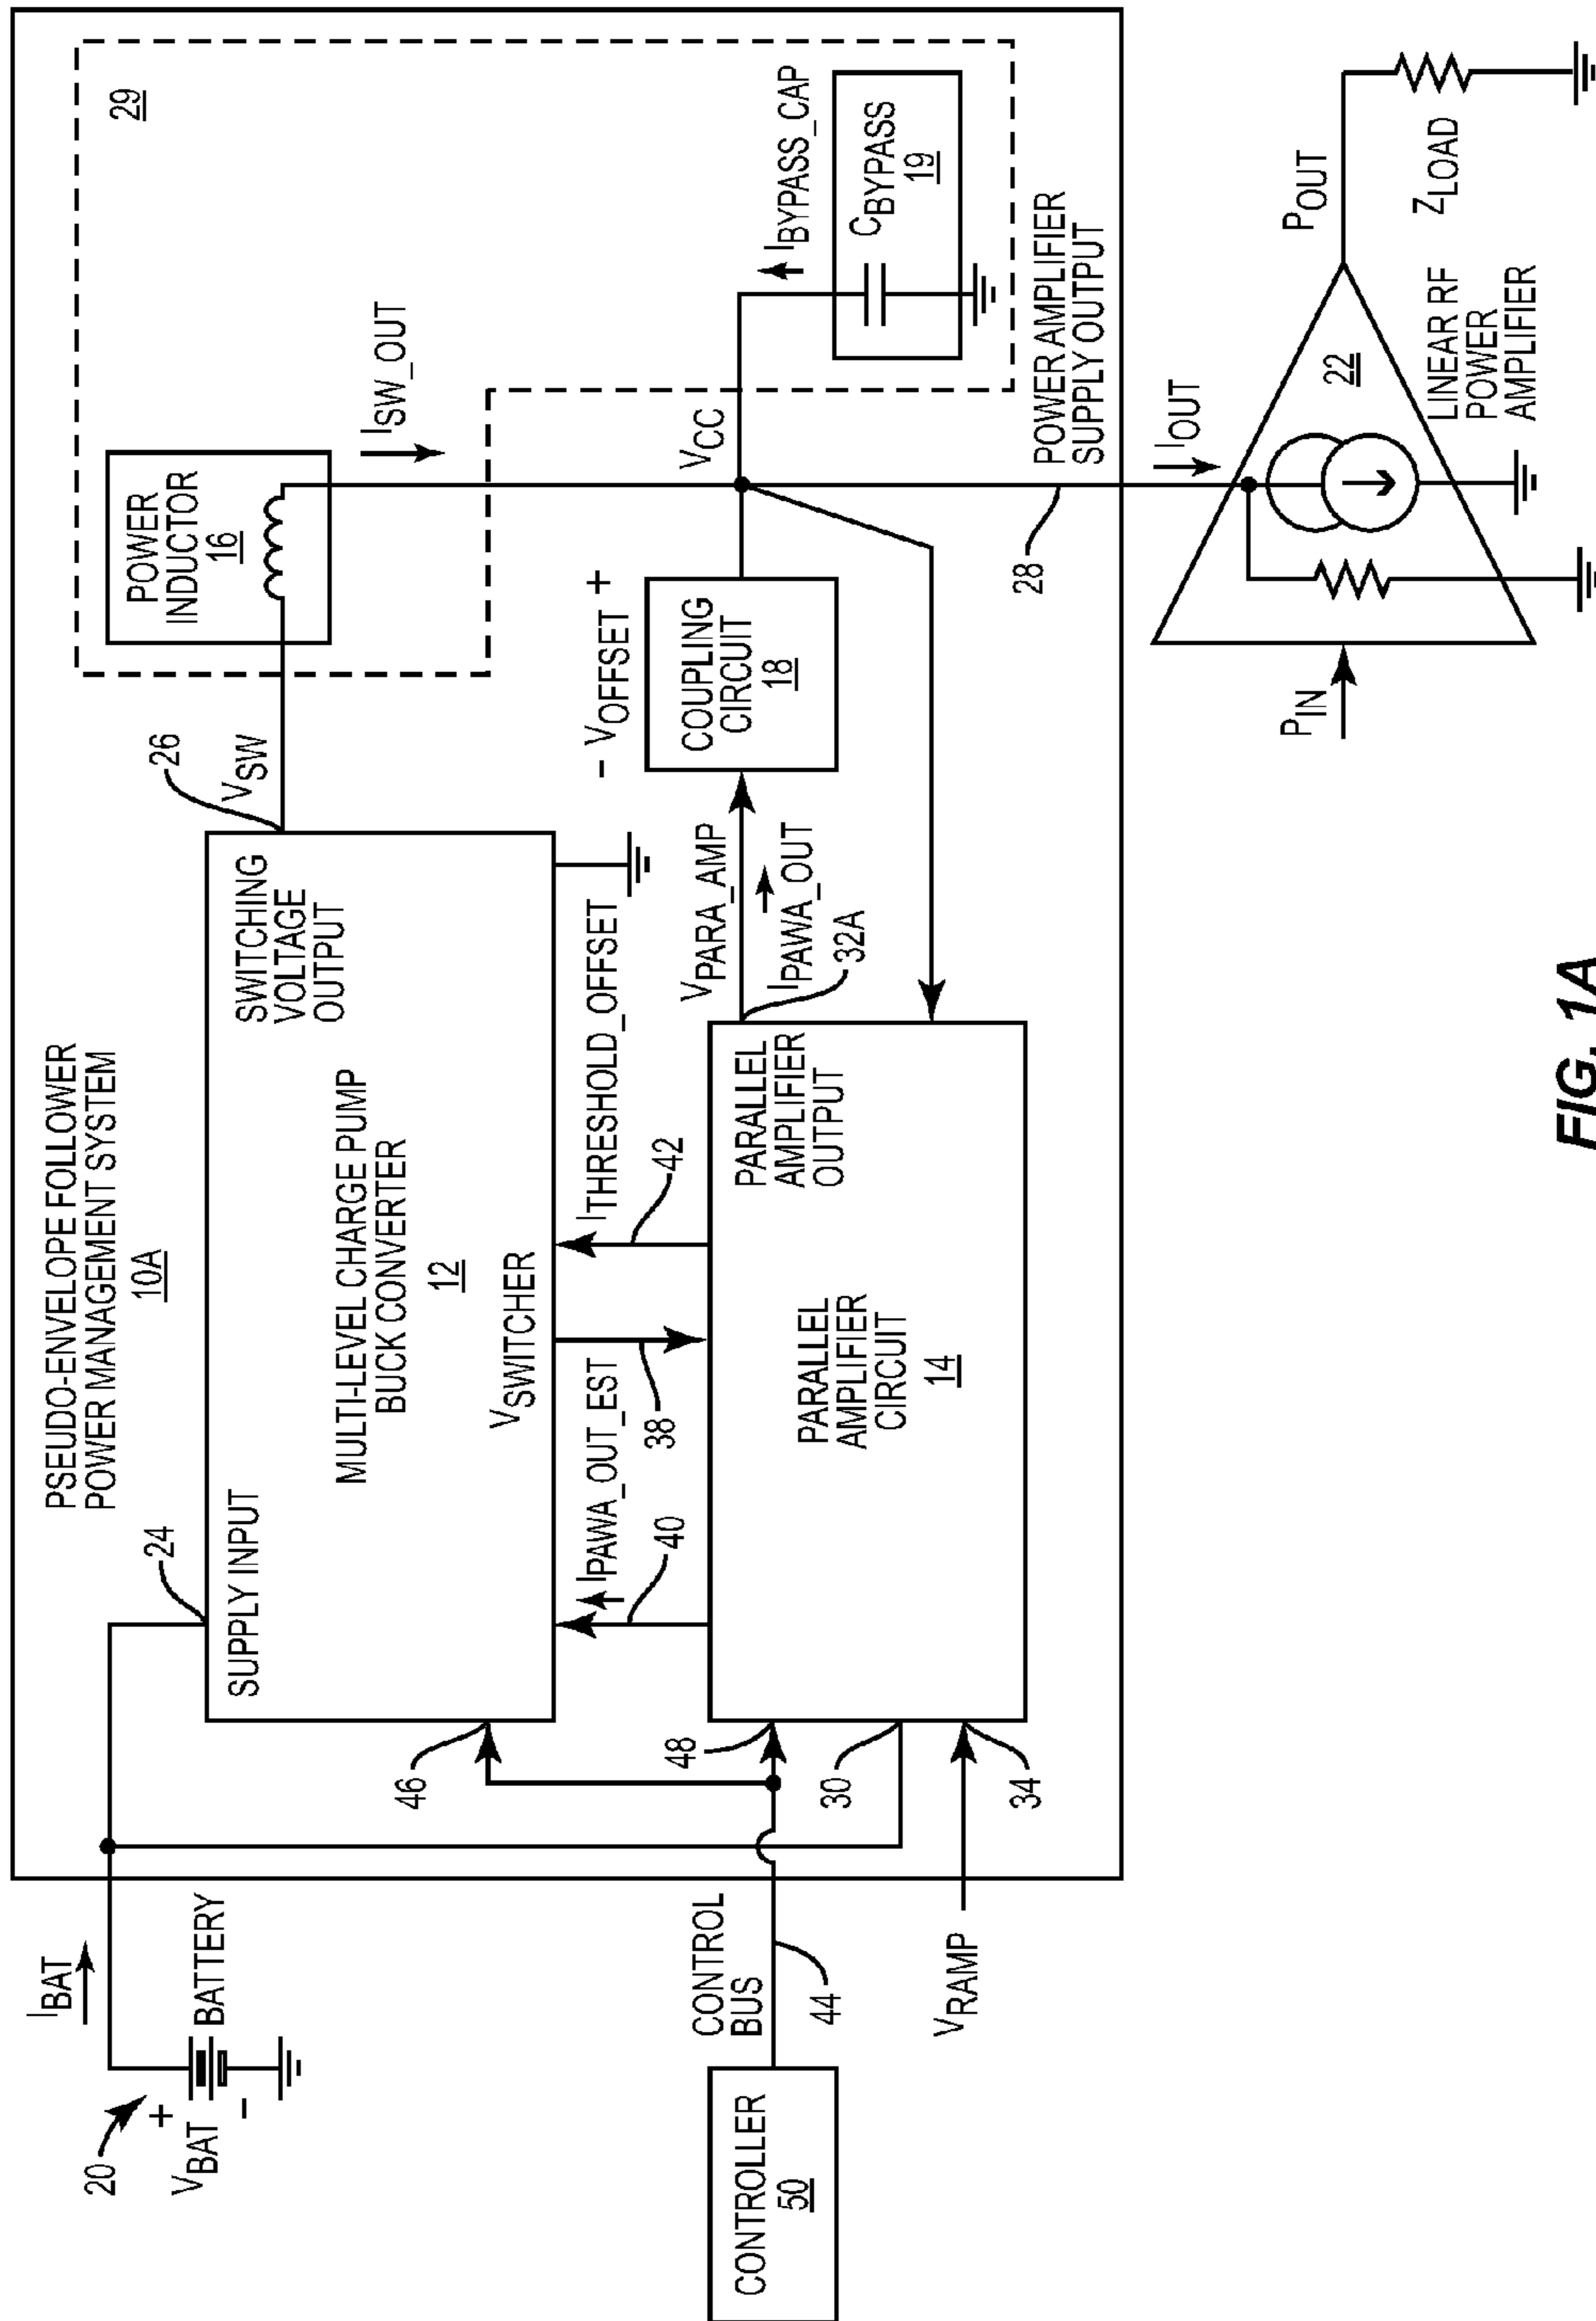 PSEUDO-ENVELOPE FOLLOWER
POWER MANAGEMENT SYSTEM
10A
20
VBAT
+
-
BATTERY
IBAT
24
SUPPLY INPUT
MULTI-LEVEL CHARGE PUMP
BUCK CONVERTER
12
SWITCHING
VOLTAGE
OUTPUT
VSWITCHER
26
VSW
POWER
INDUCTOR
16
29
ISW_OUT
46
IPAWA_OUT_EST
40
38
42
ITHRESHOLD_OFFSET
- VOFFSET +
COUPLING
CIRCUIT
18
VCC
IBYPASS_CAP
CBYPASS
19
CONTROLLER
50
CONTROL
BUS
44
48
30
34
VRAMP
PARALLEL
AMPLIFIER
CIRCUIT
14
PARALLEL
AMPLIFIER
OUTPUT
VPARA_AMP
IPAWA_OUT
32A
28
POWER AMPLIFIER
SUPPLY OUTPUT
IOUT
PIN
22
LINEAR RF
POWER
AMPLIFIER
POUT
ZLOAD
FIG. 1A